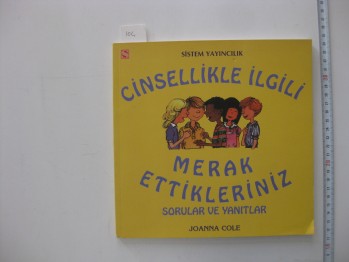 SİSTEM YAYINCILIK
CİNSELLİKLE İLGİLİ
MERAK
ETTİKLERİNİZ
SORULAR VE YANITLAR
JOANNA COLE